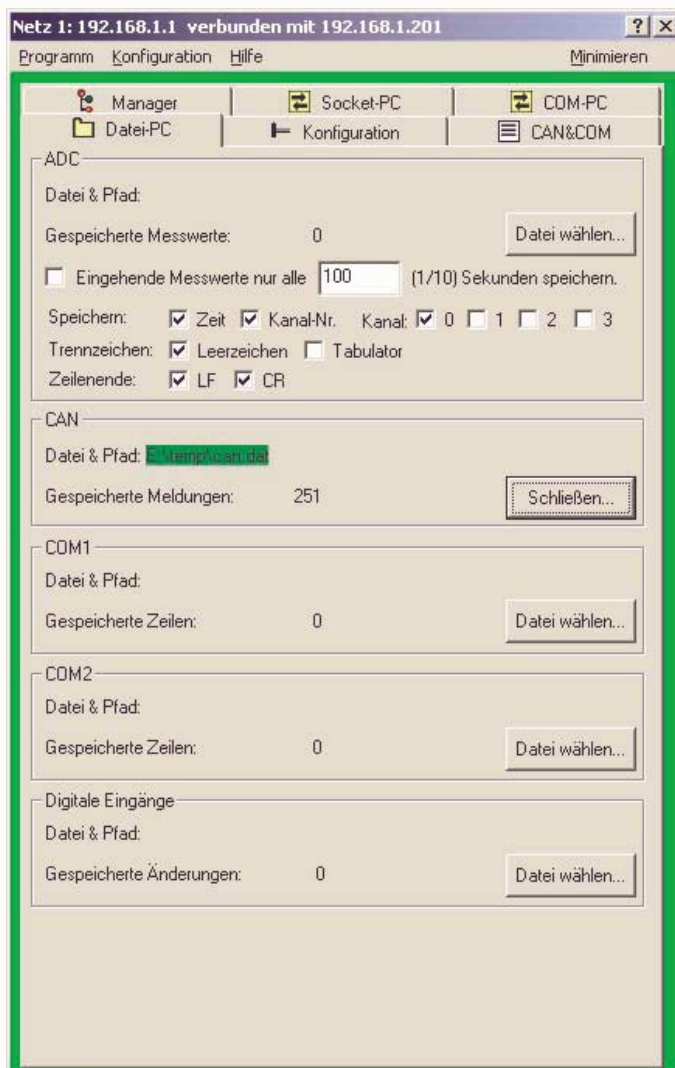 Netz 1: 192.168.1.1 verbunden mit 192.168.1.201
Programm Konfiguration Hilfe Minimieren
Manager Socket-PC COM-PC
Datei-PC Konfiguration CAN&COM
ADC
Datei & Pfad:
Gespeicherte Messwerte: 0 Datei wählen...
Eingehende Messwerte nur alle 100 (1/10) Sekunden speichern.
Speichern: Zeit Kanal-Nr. Kanal: 0 1 2 3
Trennzeichen: Leerzeichen Tabulator
Zeilenende: LF CR
CAN
Datei & Pfad: E:\temp\can.dat
Gespeicherte Meldungen: 251 Schließen...
COM1
Datei & Pfad:
Gespeicherte Zeilen: 0 Datei wählen...
COM2
Datei & Pfad:
Gespeicherte Zeilen: 0 Datei wählen...
Digitale Eingänge
Datei & Pfad:
Gespeicherte Änderungen: 0 Datei wählen...